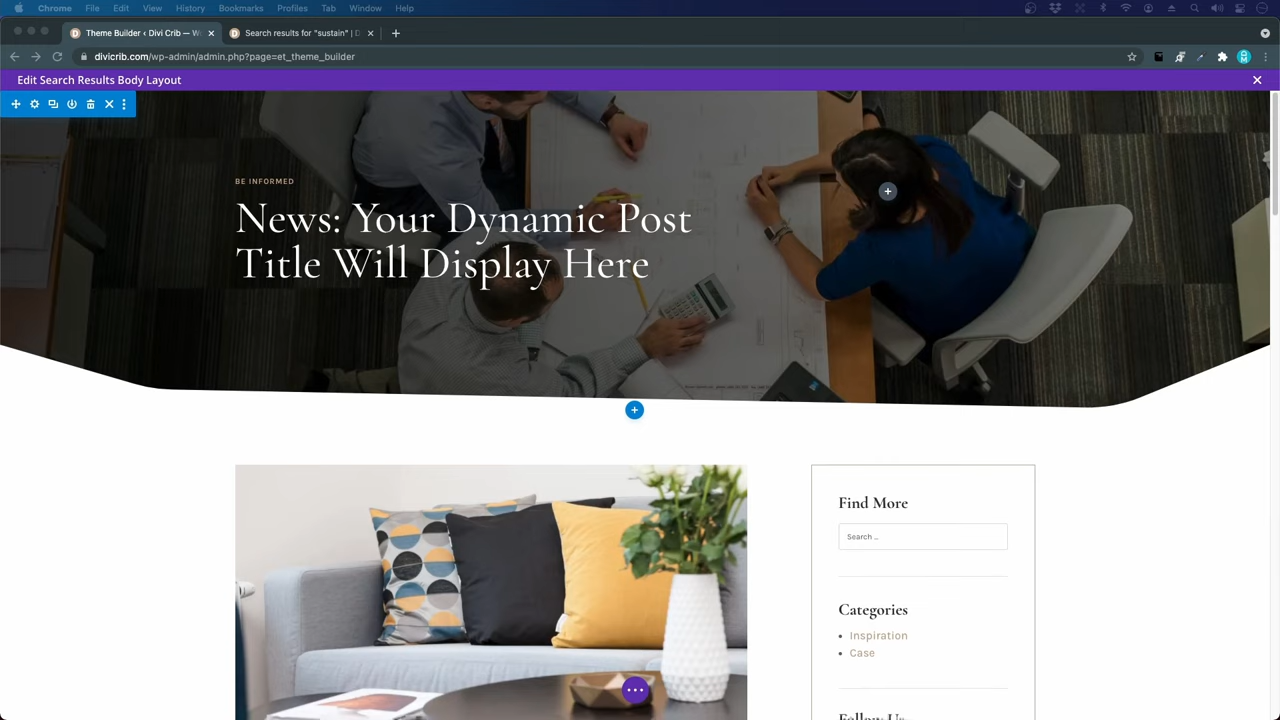 Chrome File Edit View History Bookmarks Profiles Tab Window Help
Theme Builder ‹ Divi Crib — W
Search results for "sustain" | D
divicrib.com/wp-admin/admin.php?page=et_theme_builder
Edit Search Results Body Layout
BE INFORMED
News: Your Dynamic Post
Title Will Display Here
Find More
Search …
Categories
Inspiration
Case
Follow Us